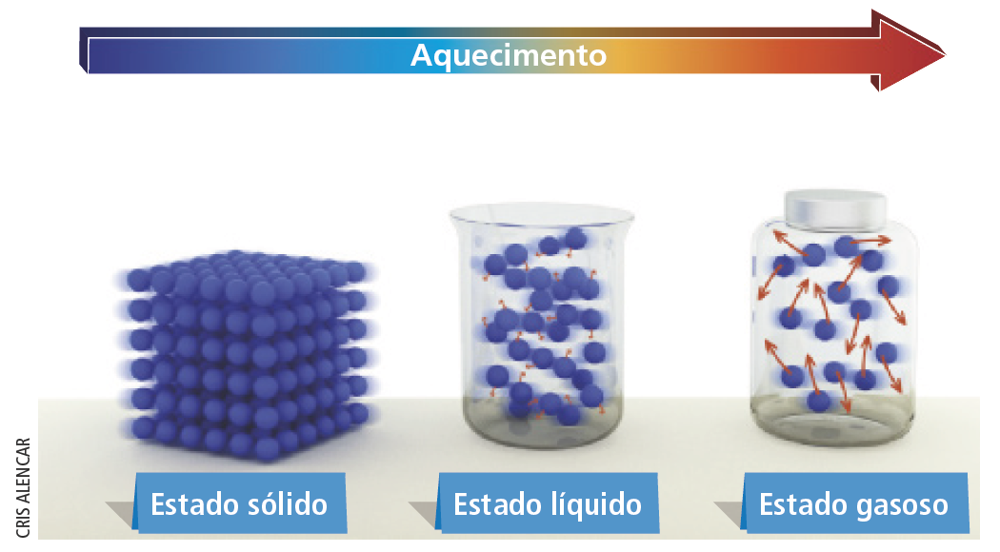 Aquecimento
Estado sólido
Estado líquido
Estado gasoso
CRIS ALENCAR